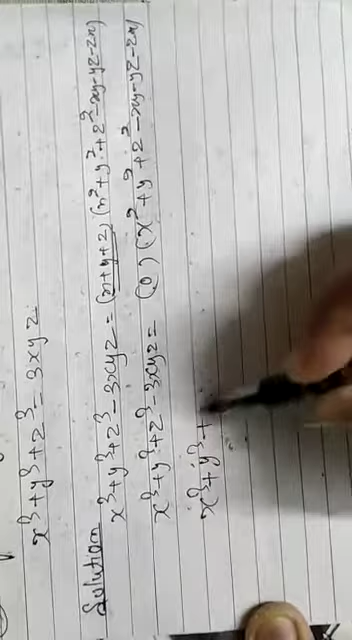 x³+y³+z³-3xyz
Solution
x³+y³+z³-3xyz = (x+y+z)(x²+y²+z²-xy-yz-zx)
x³+y³+z³-3xyz = (0)(x²+y²+z²-xy-yz-zx)
x³+y³+